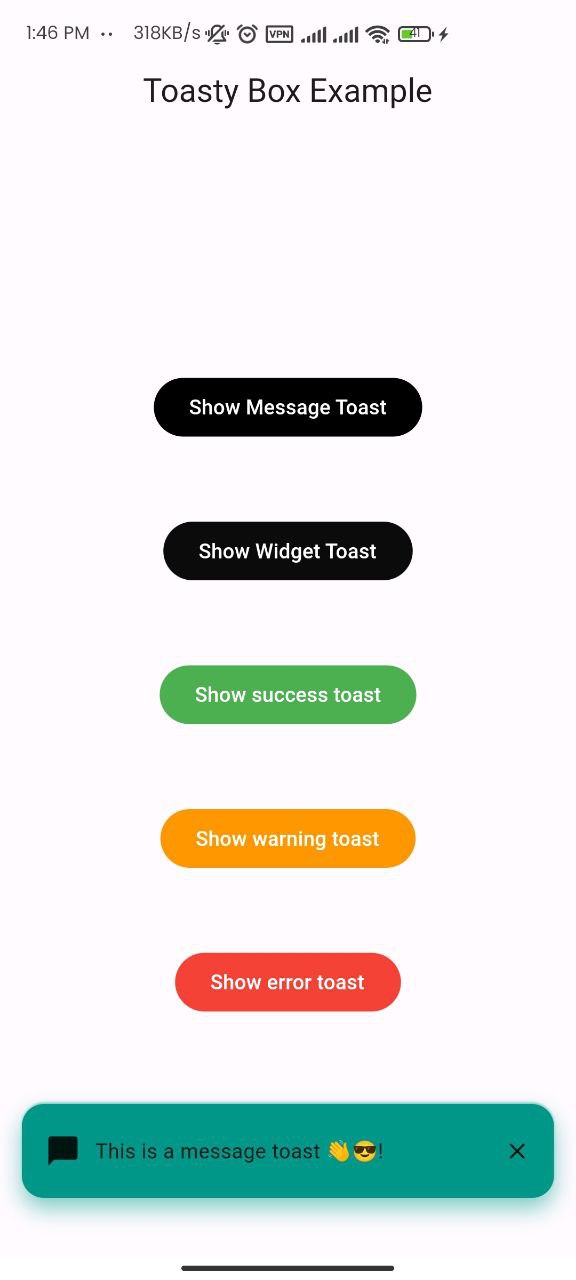 1:46 PM •• 318KB/s VPN 41
Toasty Box Example
Show Message Toast
Show Widget Toast
Show success toast
Show warning toast
Show error toast
This is a message toast 👋😎!